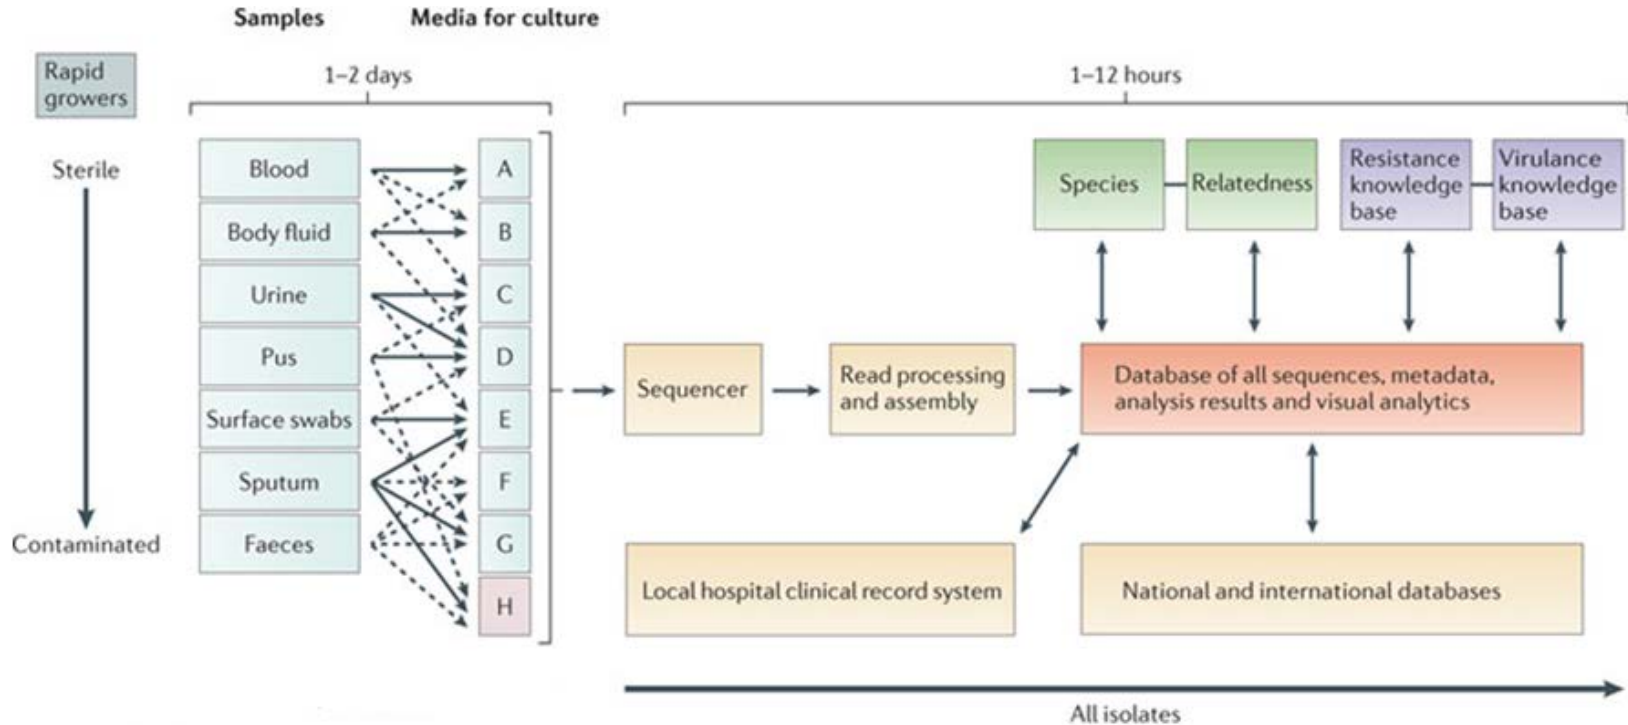 Samples
Media for culture
Rapid
growers
1–2 days
1–12 hours
Sterile
Contaminated
Blood
Body fluid
Urine
Pus
Surface swabs
Sputum
Faeces
A
B
C
D
E
F
G
H
Species
Relatedness
Resistance
knowledge
base
Virulance
knowledge
base
Sequencer
Read processing
and assembly
Database of all sequences, metadata,
analysis results and visual analytics
Local hospital clinical record system
National and international databases
All isolates